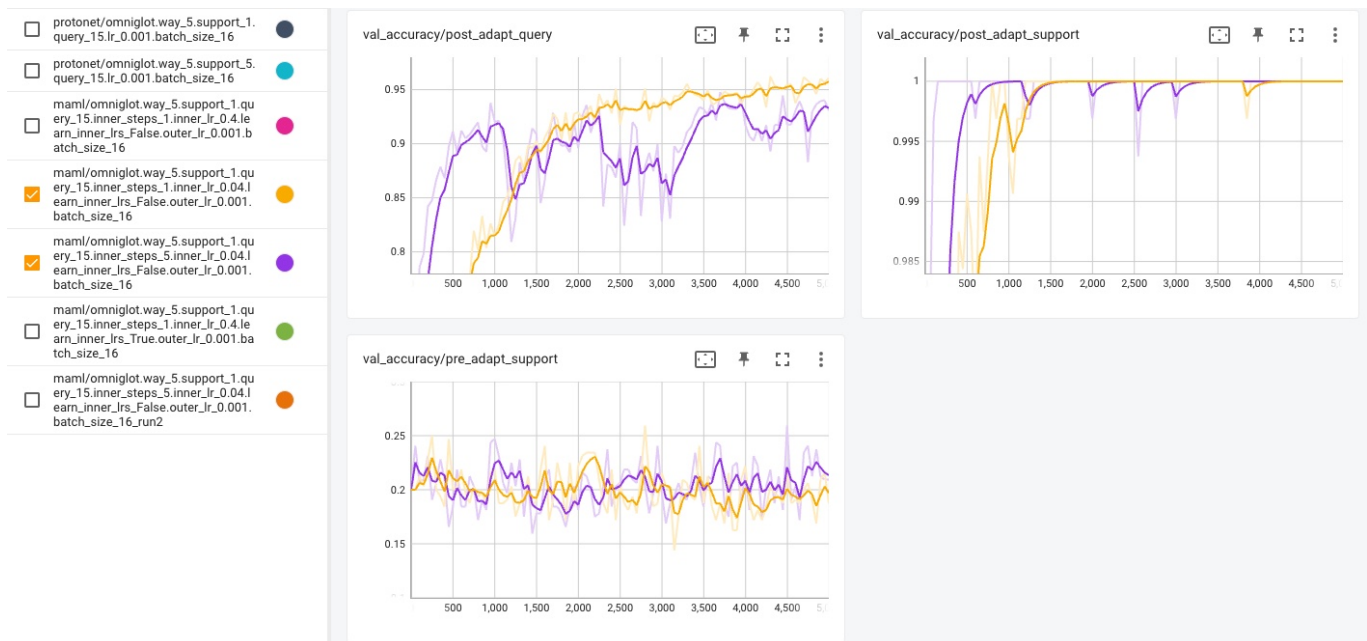 protonet/omniglot.way_5.support_1.
query_15.lr_0.001.batch_size_16
protonet/omniglot.way_5.support_5.
query_15.lr_0.001.batch_size_16
maml/omniglot.way_5.support_1.qu
ery_15.inner_steps_1.inner_lr_0.4.le
arn_inner_lrs_False.outer_lr_0.001.b
atch_size_16
maml/omniglot.way_5.support_1.qu
ery_15.inner_steps_1.inner_lr_0.04.l
earn_inner_lrs_False.outer_lr_0.001.
batch_size_16
maml/omniglot.way_5.support_1.qu
ery_15.inner_steps_5.inner_lr_0.04.l
earn_inner_lrs_False.outer_lr_0.001.
batch_size_16
maml/omniglot.way_5.support_1.qu
ery_15.inner_steps_1.inner_lr_0.4.le
arn_inner_lrs_True.outer_lr_0.001.ba
tch_size_16
maml/omniglot.way_5.support_1.qu
ery_15.inner_steps_5.inner_lr_0.04.l
earn_inner_lrs_False.outer_lr_0.001.
batch_size_16_run2
val_accuracy/post_adapt_query
0.95
0.9
0.85
0.8
500 1,000 1,500 2,000 2,500 3,000 3,500 4,000 4,500
val_accuracy/post_adapt_support
1
0.995
0.99
0.985
500 1,000 1,500 2,000 2,500 3,000 3,500 4,000 4,500
val_accuracy/pre_adapt_support
0.25
0.2
0.15
500 1,000 1,500 2,000 2,500 3,000 3,500 4,000 4,500